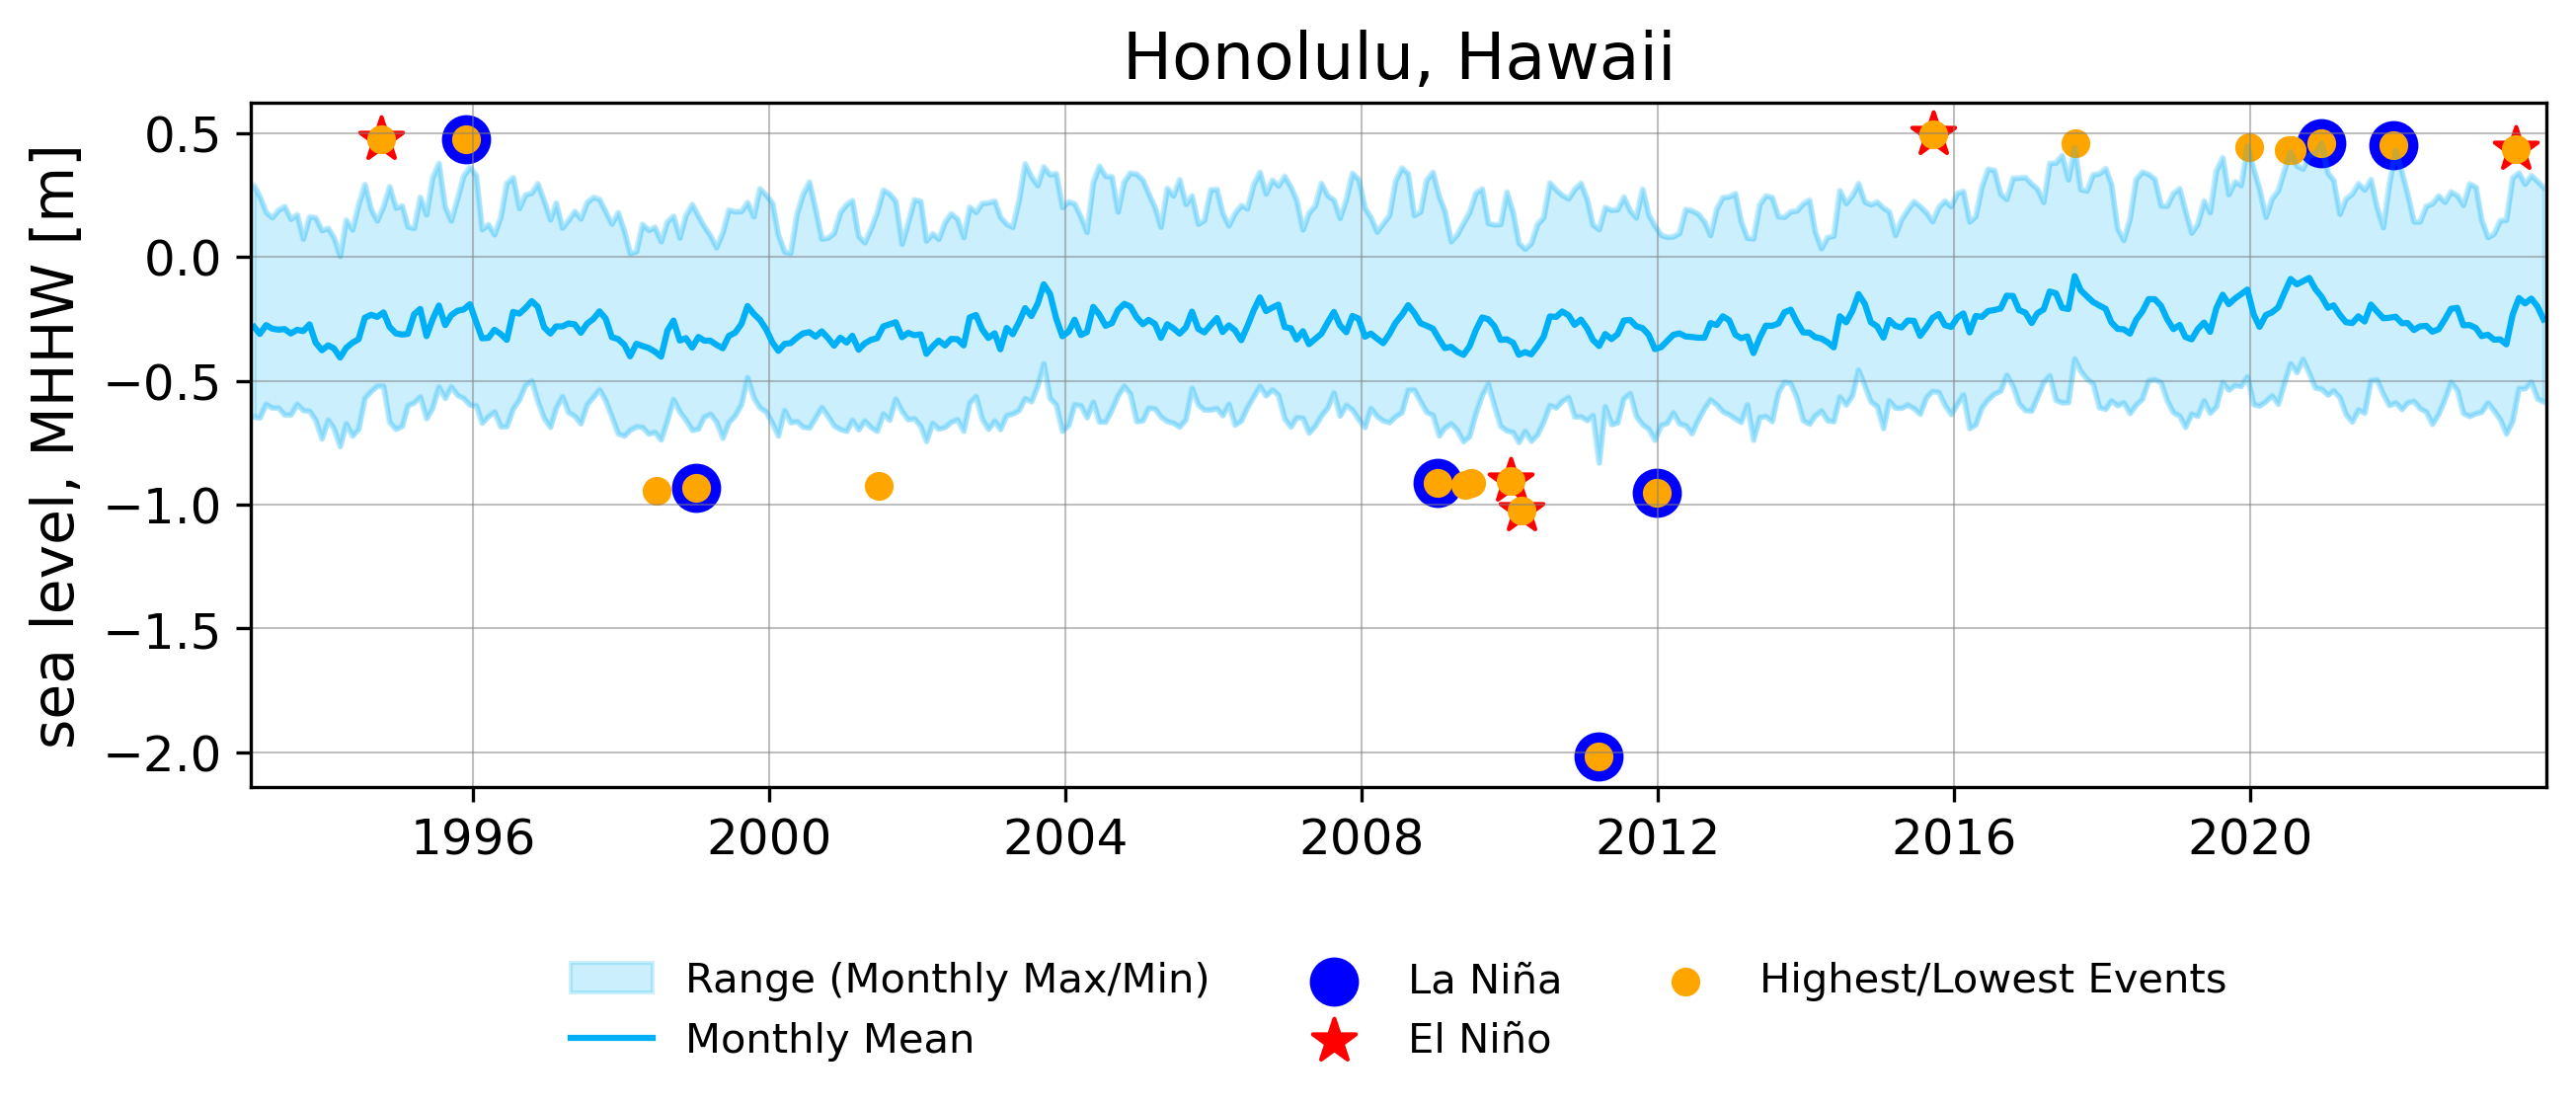 Honolulu, Hawaii
sea level, MHHW [m]
0.5
0.0
−0.5
−1.0
−1.5
−2.0
1996 2000 2004 2008 2012 2016 2020
Range (Monthly Max/Min) La Niña Highest/Lowest Events
Monthly Mean El Niño